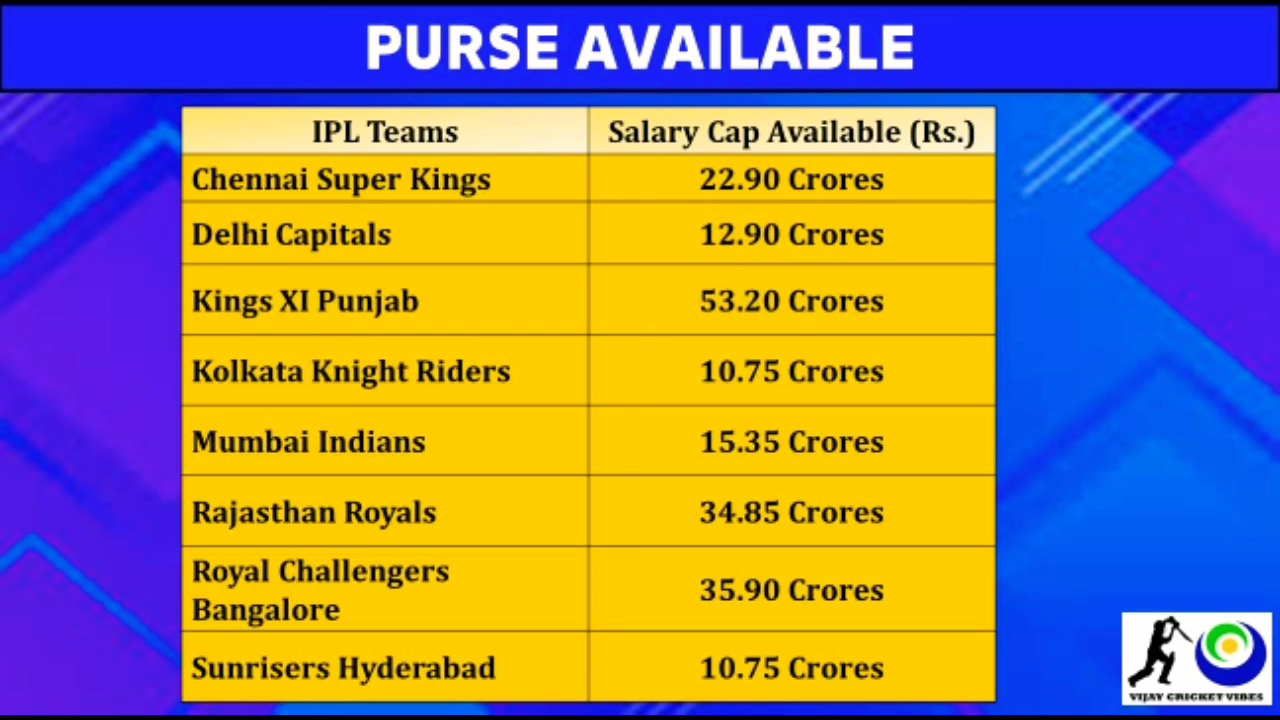 PURSE AVAILABLE
IPL Teams Salary Cap Available (Rs.)
Chennai Super Kings 22.90 Crores
Delhi Capitals 12.90 Crores
Kings XI Punjab 53.20 Crores
Kolkata Knight Riders 10.75 Crores
Mumbai Indians 15.35 Crores
Rajasthan Royals 34.85 Crores
Royal Challengers
Bangalore 35.90 Crores
Sunrisers Hyderabad 10.75 Crores
VIJAY CRICKET VIBES